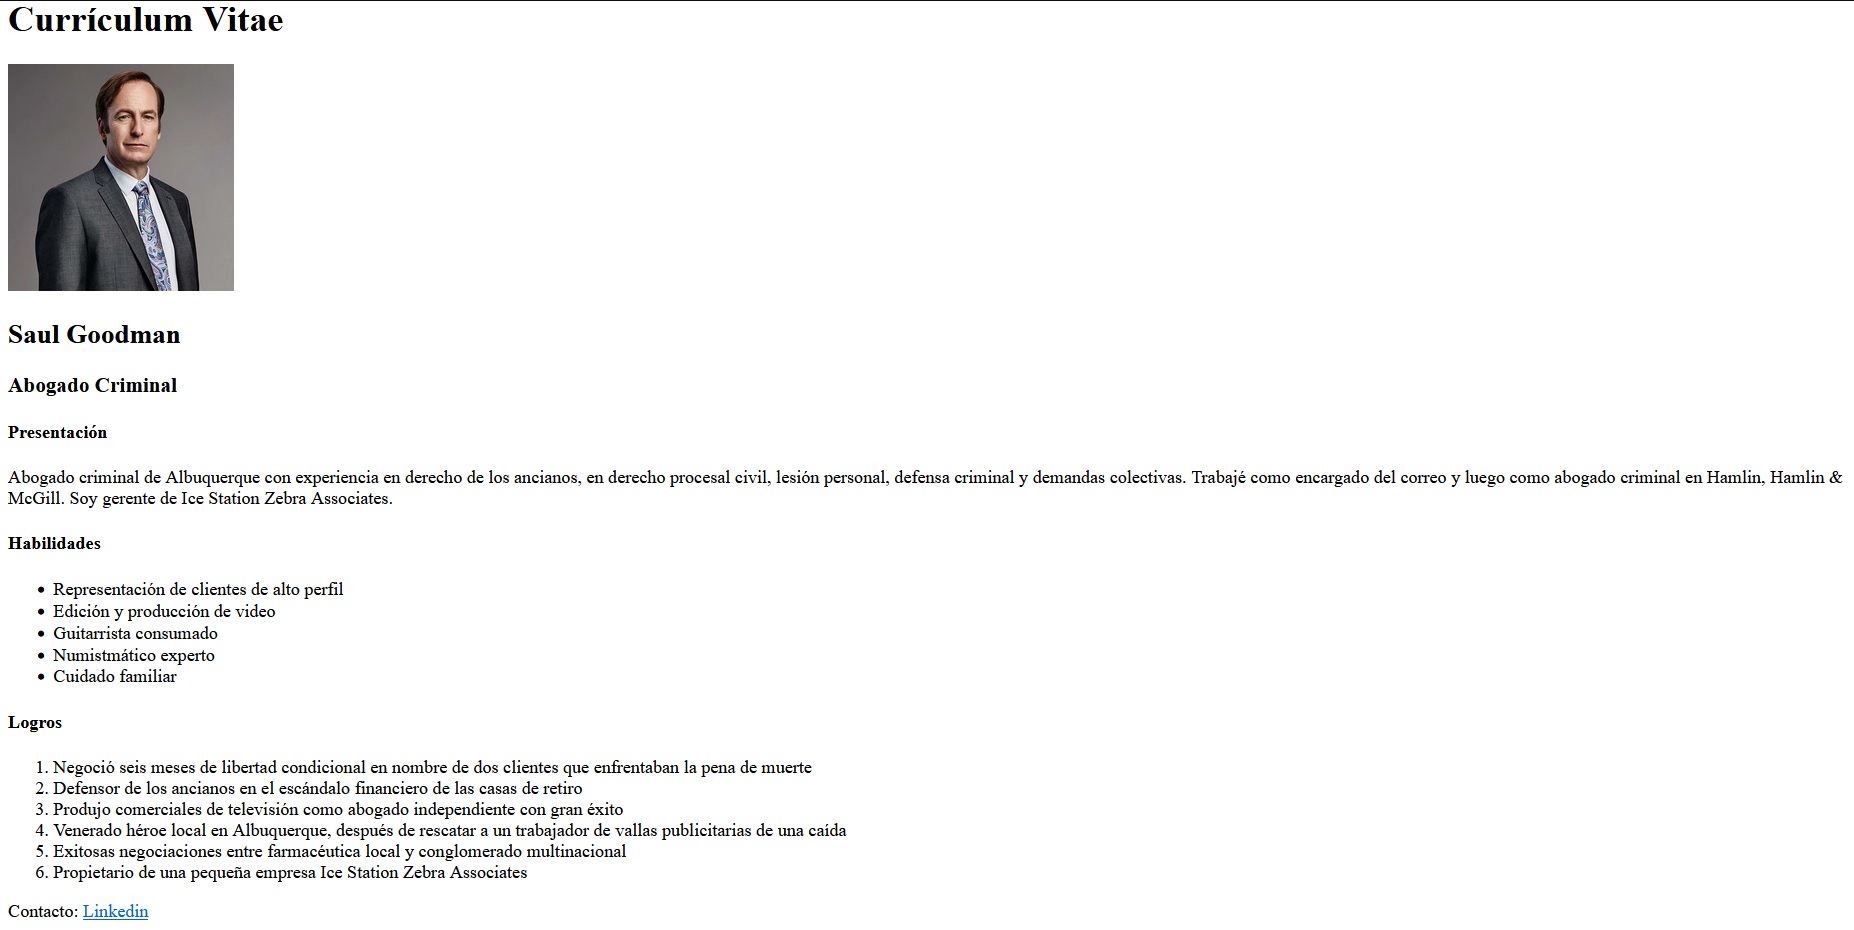 Currículum Vitae
Saul Goodman
Abogado Criminal
Presentación
Abogado criminal de Albuquerque con experiencia en derecho de los ancianos, en derecho procesal civil, lesión personal, defensa criminal y demandas colectivas. Trabajé como encargado del correo y luego como abogado criminal en Hamlin, Hamlin &
McGill. Soy gerente de Ice Station Zebra Associates.
Habilidades
• Representación de clientes de alto perfil
• Edición y producción de video
• Guitarrista consumado
• Numistmático experto
• Cuidado familiar
Logros
1. Negoció seis meses de libertad condicional en nombre de dos clientes que enfrentaban la pena de muerte
2. Defensor de los ancianos en el escándalo financiero de las casas de retiro
3. Produjo comerciales de televisión como abogado independiente con gran éxito
4. Venerado héroe local en Albuquerque, después de rescatar a un trabajador de vallas publicitarias de una caída
5. Exitosas negociaciones entre farmacéutica local y conglomerado multinacional
6. Propietario de una pequeña empresa Ice Station Zebra Associates
Contacto: Linkedin